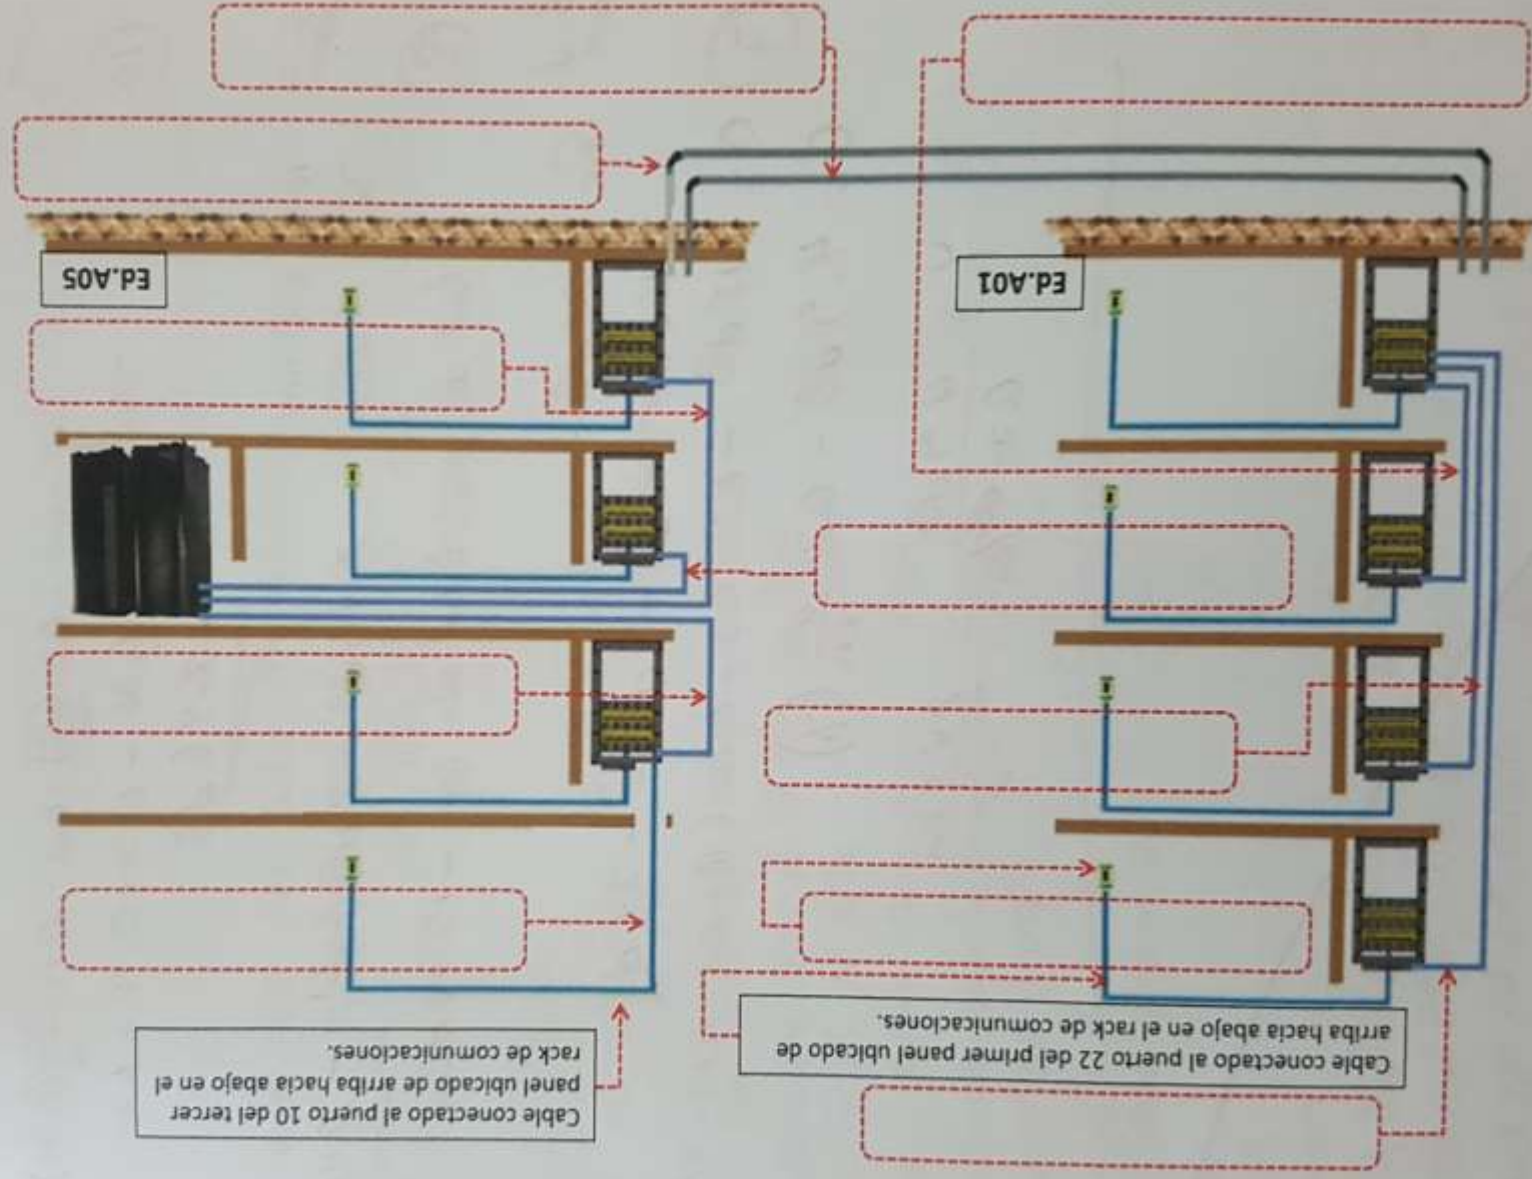 Cable conectado al puerto 22 del primer panel ubicado de
arriba hacia abajo en el rack de comunicaciones.
Cable conectado al puerto 10 del tercer
panel ubicado de arriba hacia abajo en el
rack de comunicaciones.
Ed.A01
Ed.A05